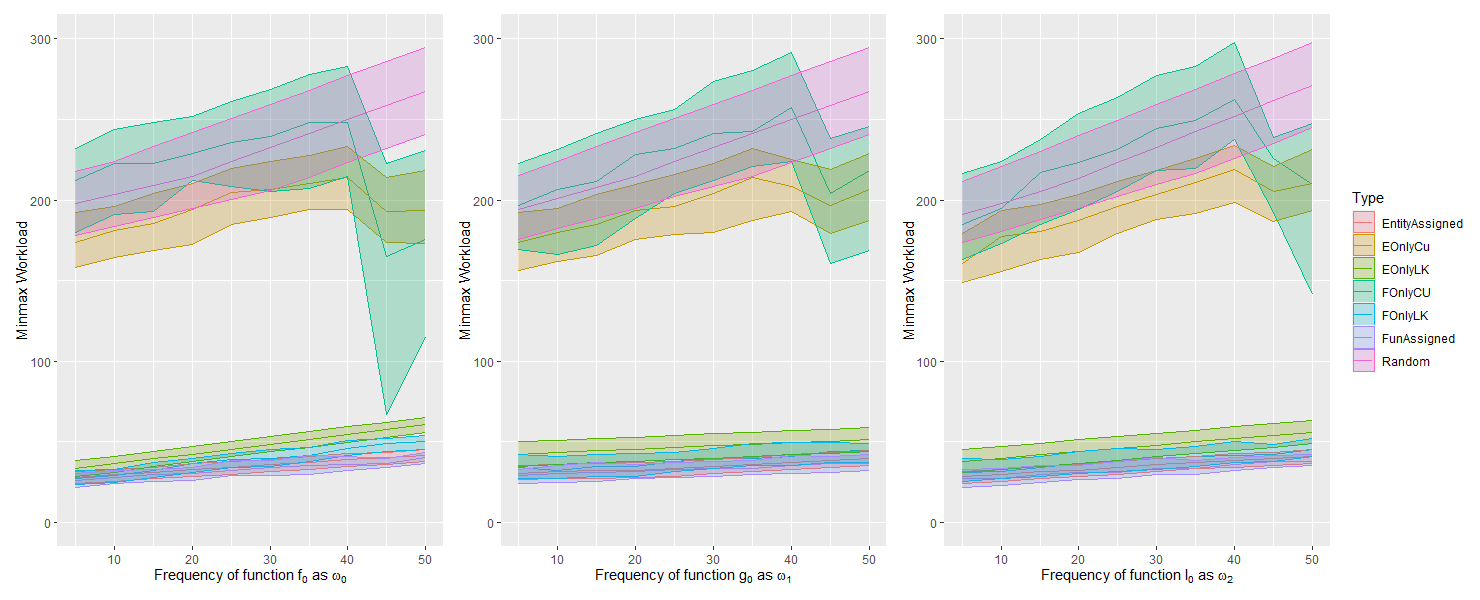 Minmax Workload
300
200
100
0
10 20 30 40 50
Frequency of function f0 as ω0
Minmax Workload
300
200
100
0
10 20 30 40 50
Frequency of function g0 as ω1
Minmax Workload
300
200
100
0
10 20 30 40 50
Frequency of function l0 as ω2
Type
EntityAssigned
EOnlyCu
EOnlyLK
FOnlyCU
FOnlyLK
FunAssigned
Random